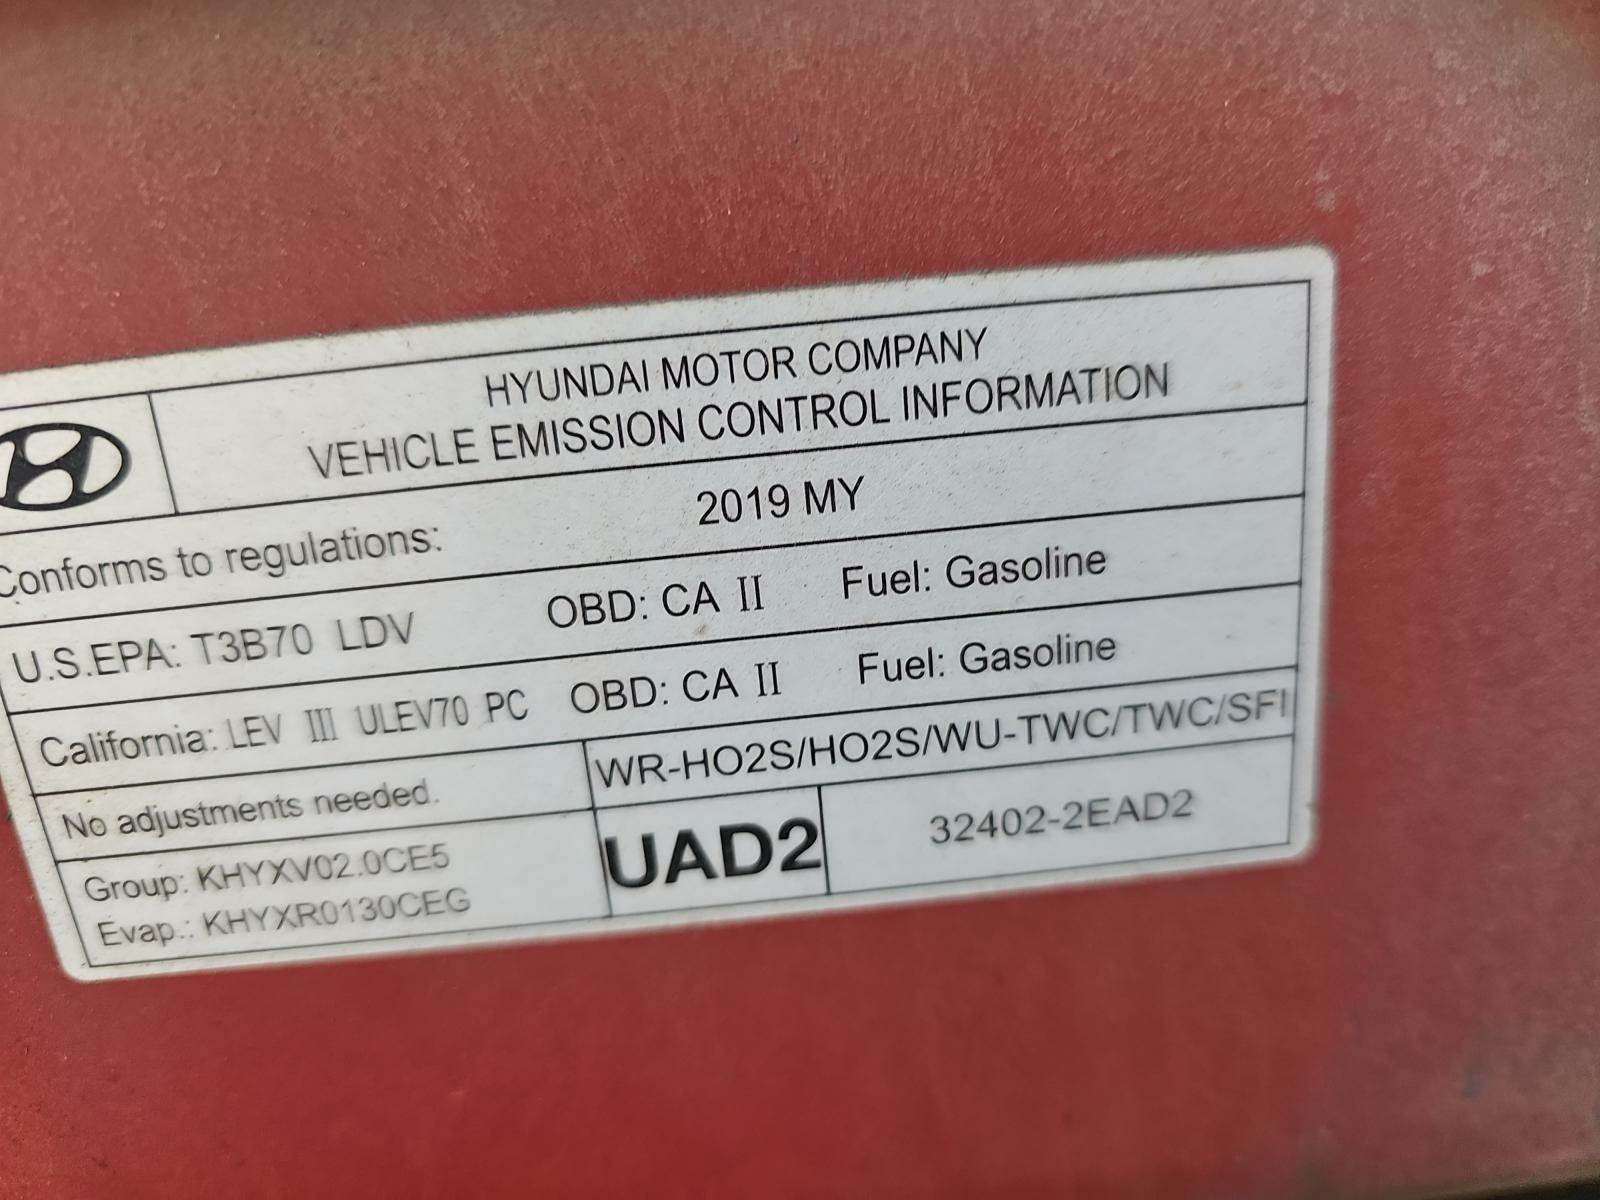 HYUNDAI MOTOR COMPANY
VEHICLE EMISSION CONTROL INFORMATION
Conforms to regulations: 2019 MY
U.S.EPA: T3B70 LDV OBD: CA II Fuel: Gasoline
California: LEV III ULEV70 PC OBD: CA II Fuel: Gasoline
No adjustments needed. WR-HO2S/HO2S/WU-TWC/TWC/SFI
Group: KHYXV02.0CE5
Evap.: KHYXR0130CEG
UAD2 32402-2EAD2